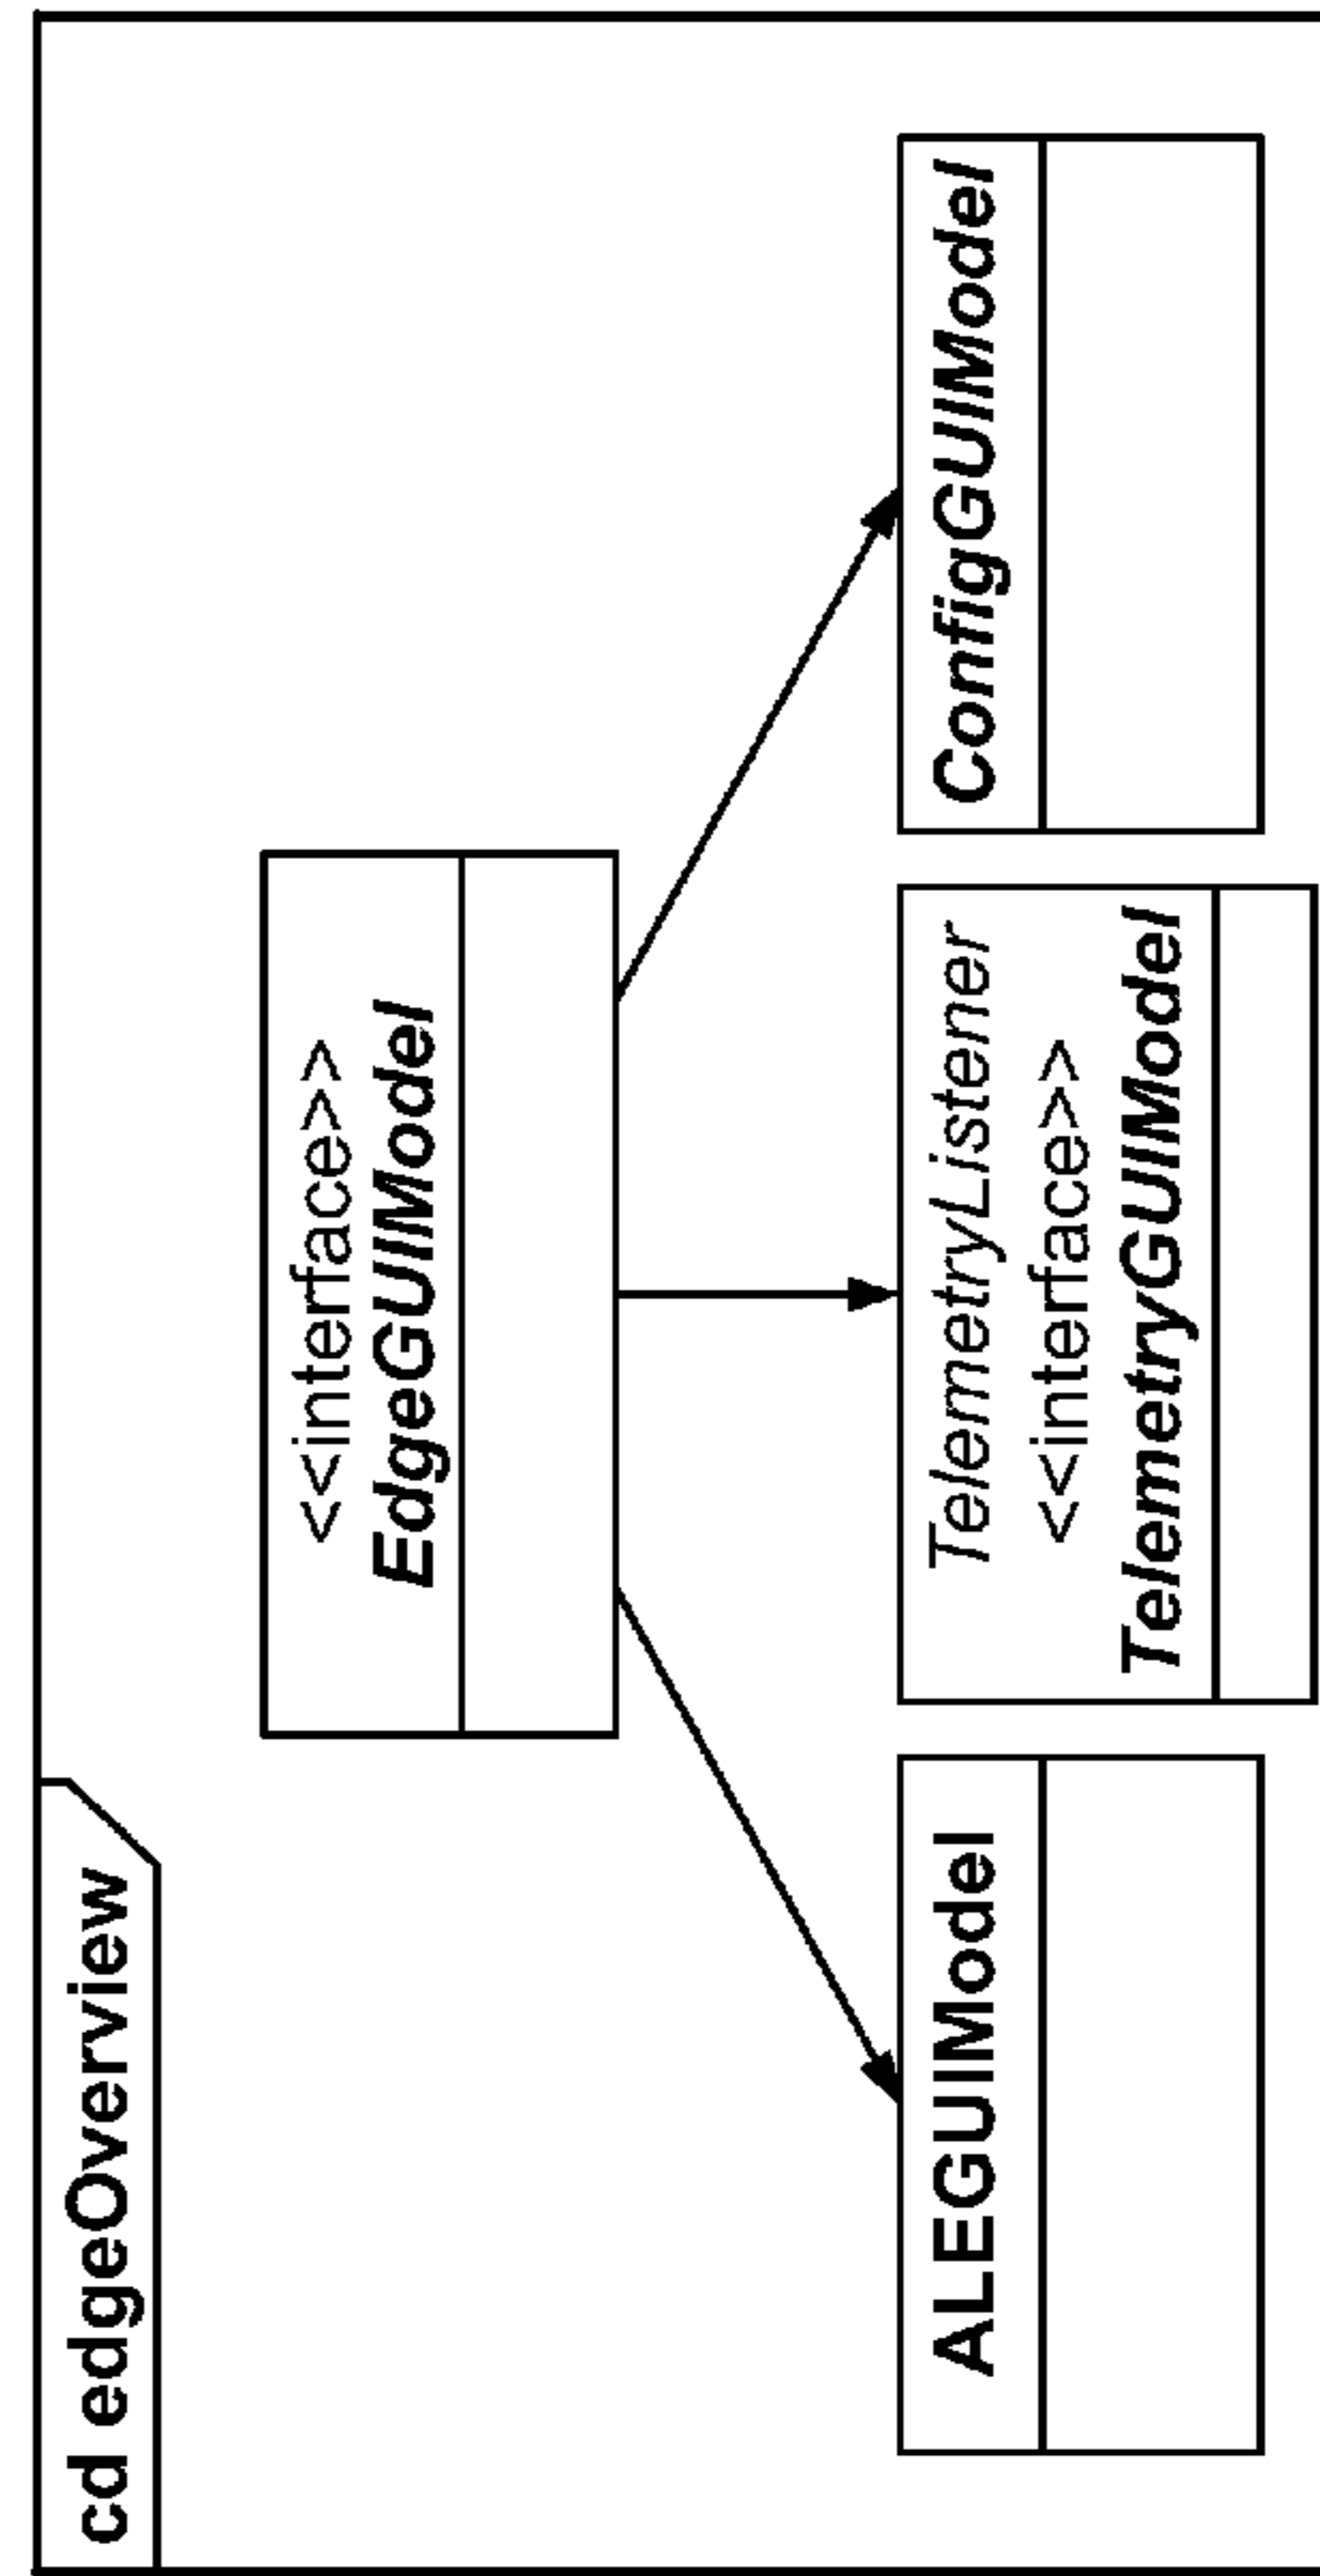 cd edgeOverview
<<interface>>
EdgeGUIModel
ALEGUIModel
TelemetryListener
<<interface>>
TelemetryGUIModel
ConfigGUIModel